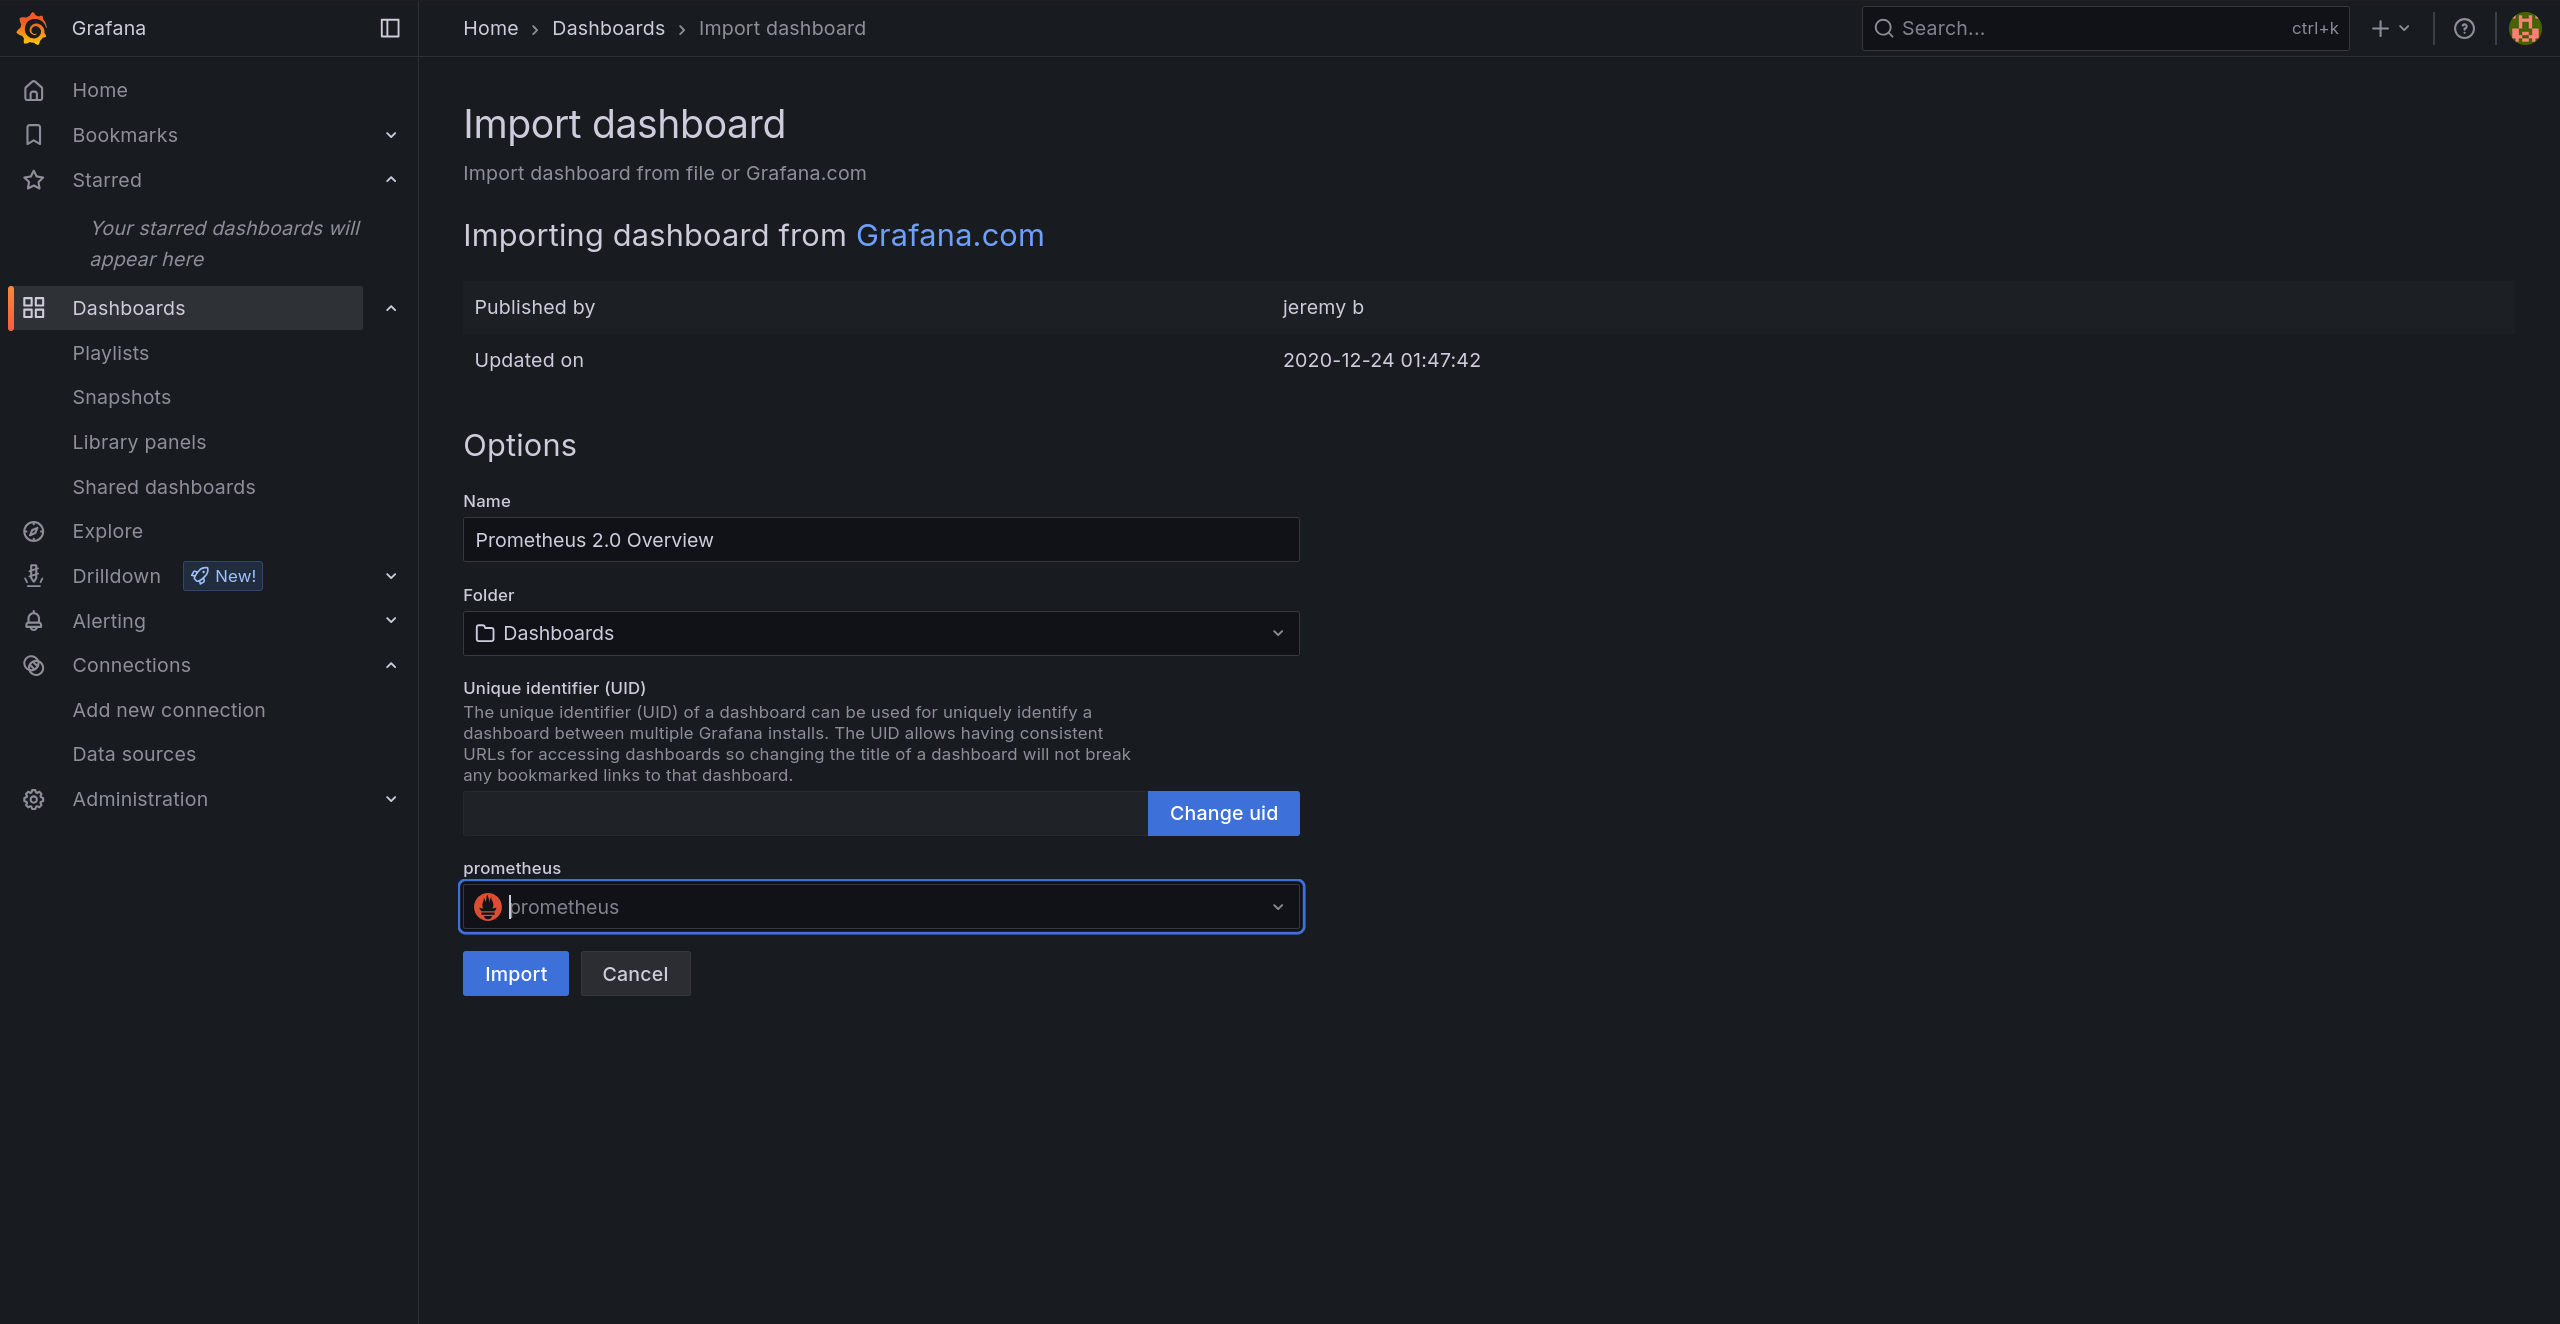 Grafana
Home
Bookmarks
Starred
Your starred dashboards will
appear here
Dashboards
Playlists
Snapshots
Library panels
Shared dashboards
Explore
Drilldown New!
Alerting
Connections
Add new connection
Data sources
Administration
Home › Dashboards › Import dashboard
Search... ctrl+k
Import dashboard
Import dashboard from file or Grafana.com
Importing dashboard from Grafana.com
Published by jeremy b
Updated on 2020-12-24 01:47:42
Options
Name
Prometheus 2.0 Overview
Folder
Dashboards
Unique identifier (UID)
The unique identifier (UID) of a dashboard can be used for uniquely identify a
dashboard between multiple Grafana installs. The UID allows having consistent
URLs for accessing dashboards so changing the title of a dashboard will not break
any bookmarked links to that dashboard.
Change uid
prometheus
prometheus
Import Cancel